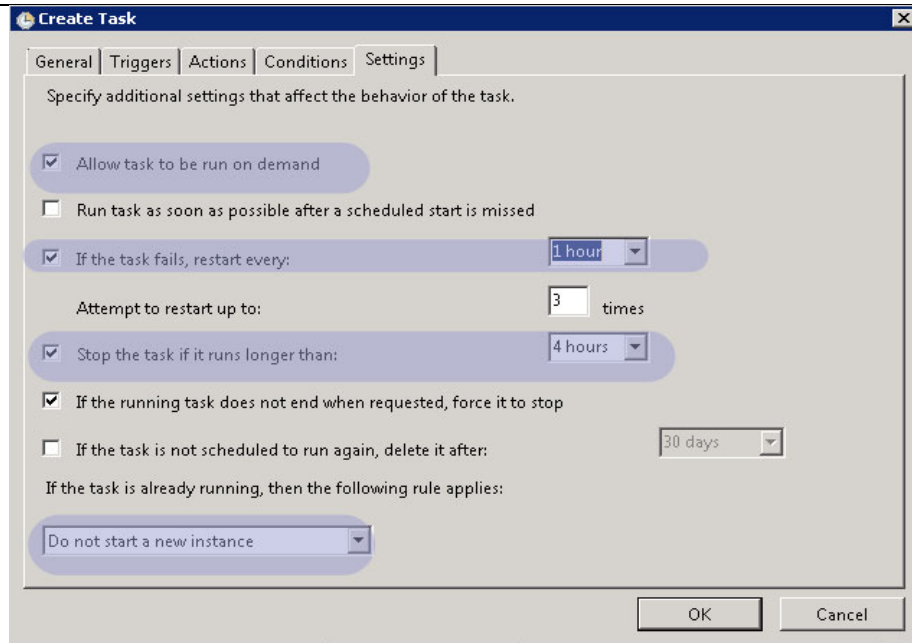 Create Task
General Triggers Actions Conditions Settings
Specify additional settings that affect the behavior of the task.
Allow task to be run on demand
Run task as soon as possible after a scheduled start is missed
If the task fails, restart every: 1 hour
Attempt to restart up to: 3 times
Stop the task if it runs longer than: 4 hours
If the running task does not end when requested, force it to stop
If the task is not scheduled to run again, delete it after: 30 days
If the task is already running, then the following rule applies:
Do not start a new instance
OK Cancel